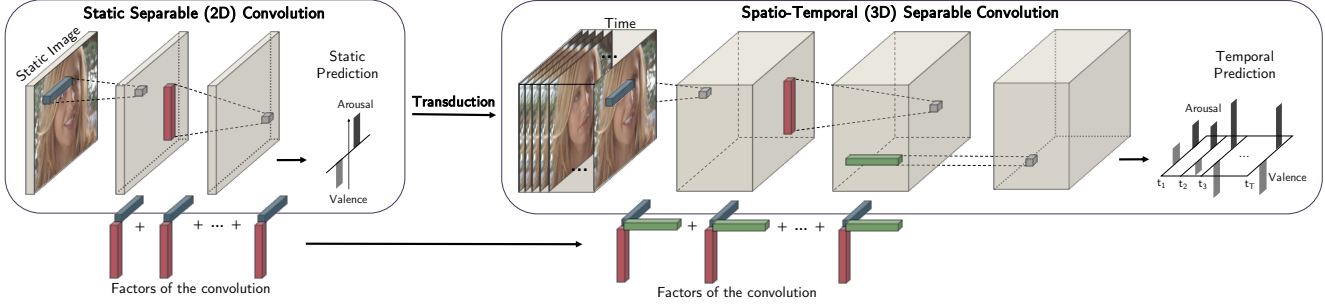 Static Separable (2D) Convolution
Static Image
Static
Prediction
Arousal
Valence
Transduction
Spatio-Temporal (3D) Separable Convolution
Time
...
...
Temporal
Prediction
Arousal
...
t1 t2 t3 tT
Valence
+ + ... +
Factors of the convolution
+ + ... +
Factors of the convolution